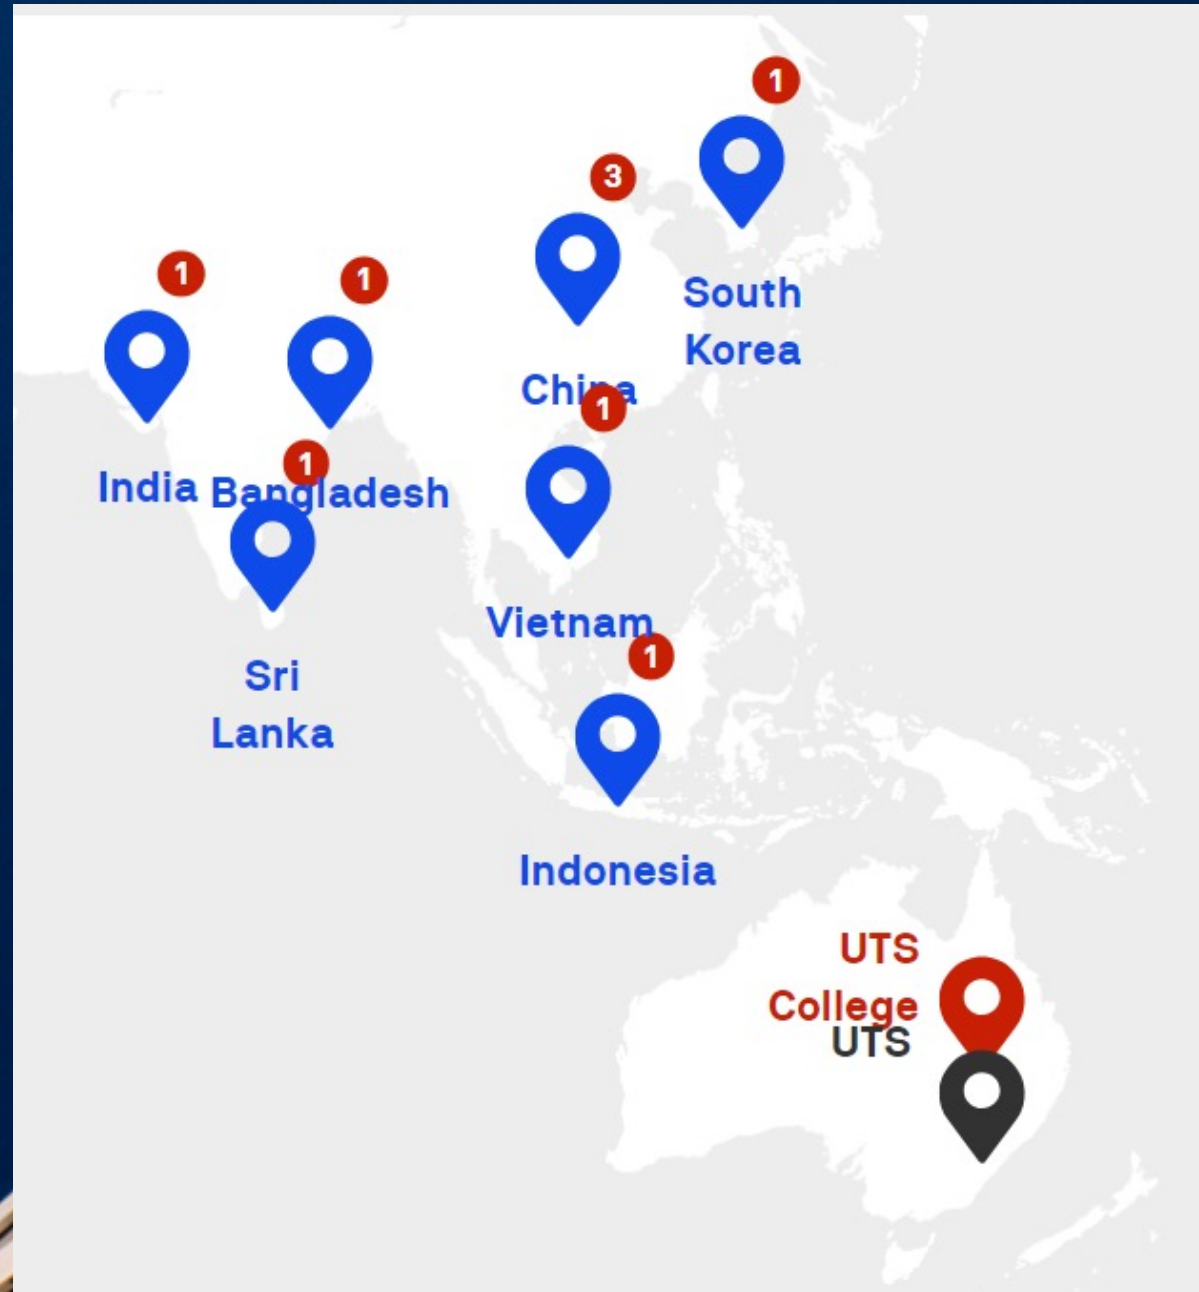 1
3
South
Korea
1
1
China
1
India
Bangladesh
1
Vietnam
Sri
Lanka
1
Indonesia
UTS
College
UTS